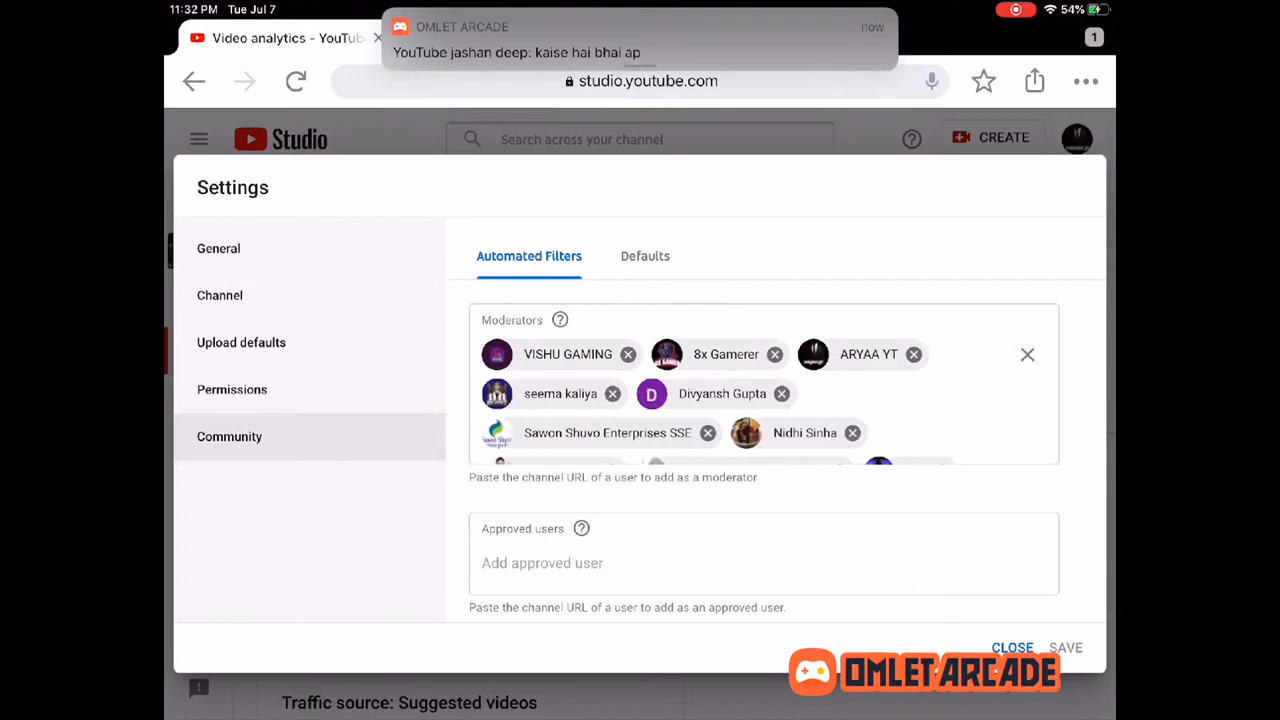 11:32 PM Tue Jul 7
54%
Video analytics - YouTub
OMLET ARCADE
now
YouTube jashan deep: kaise hai bhai ap
1
studio.youtube.com
Studio
Search across your channel
CREATE
Settings
General
Channel
Upload defaults
Permissions
Community
Automated Filters
Defaults
Moderators
VISHU GAMING
8x Gamerer
ARYAA YT
seema kaliya
D
Divyansh Gupta
Sawon Shuvo Enterprises SSE
Nidhi Sinha
Paste the channel URL of a user to add as a moderator
Approved users
Add approved user
Paste the channel URL of a user to add as an approved user.
CLOSE
SAVE
OMLET ARCADE
Traffic source: Suggested videos